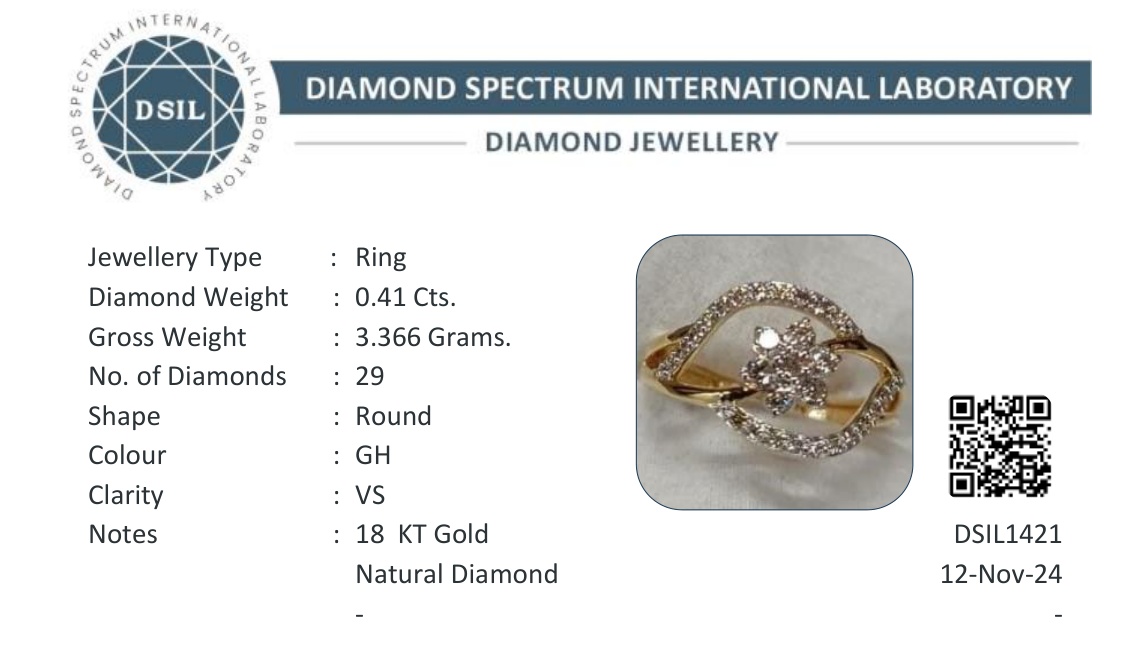 DIAMOND SPECTRUM INTERNATIONAL LABORATORY
DSIL
DIAMOND SPECTRUM INTERNATIONAL LABORATORY
DIAMOND JEWELLERY
Jewellery Type : Ring
Diamond Weight : 0.41 Cts.
Gross Weight : 3.366 Grams.
No. of Diamonds : 29
Shape : Round
Colour : GH
Clarity : VS
Notes : 18 KT Gold
Natural Diamond
-
DSIL1421
12-Nov-24
-